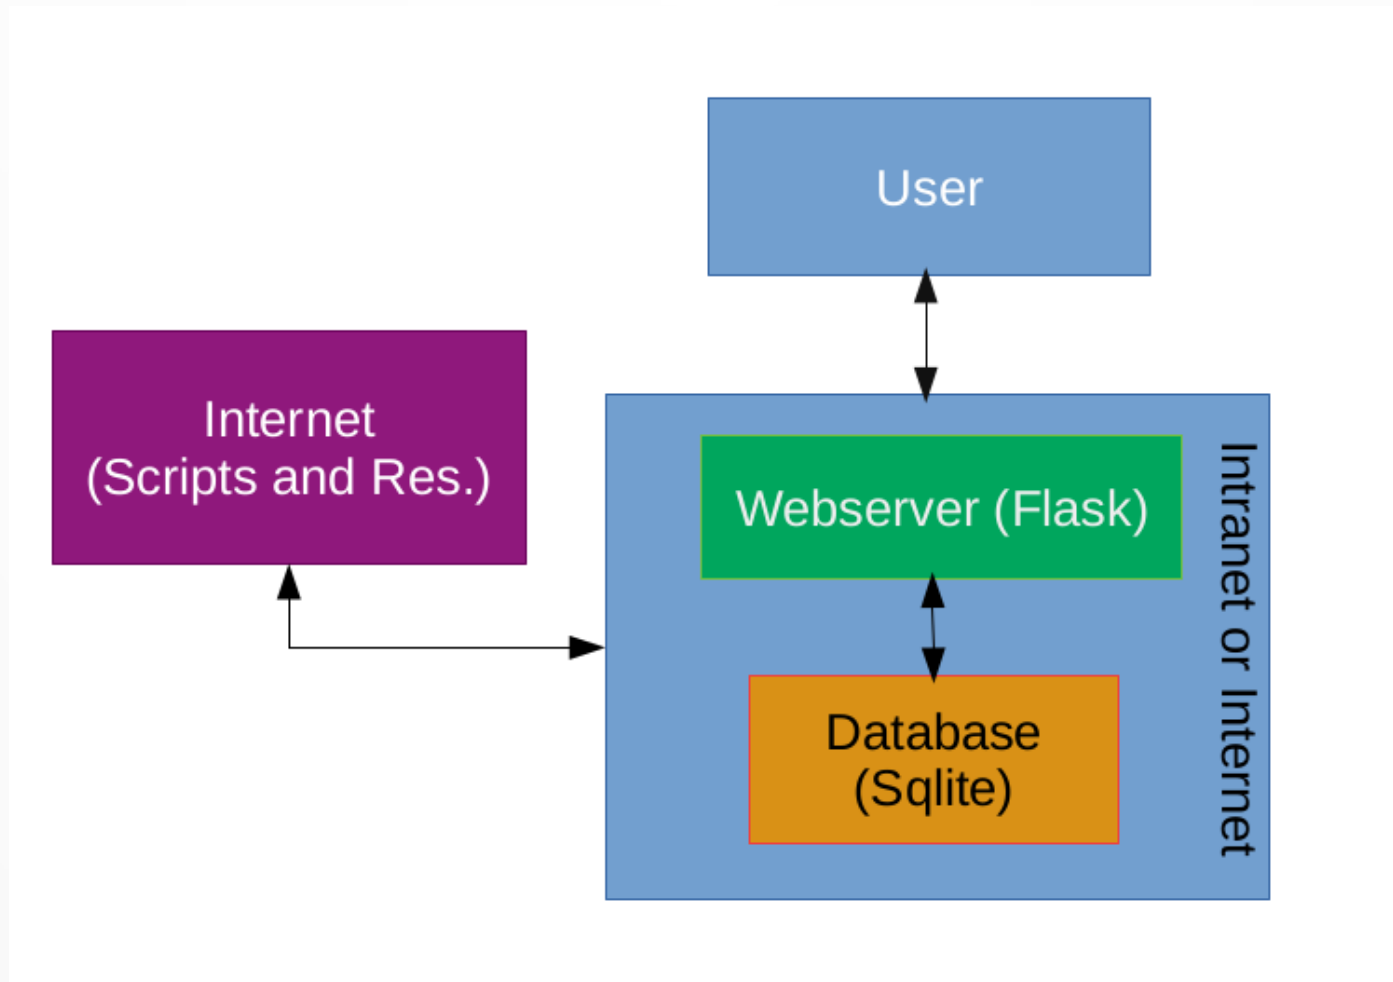 User
Internet
(Scripts and Res.)
Webserver (Flask)
Database
(Sqlite)
Intranet or Internet